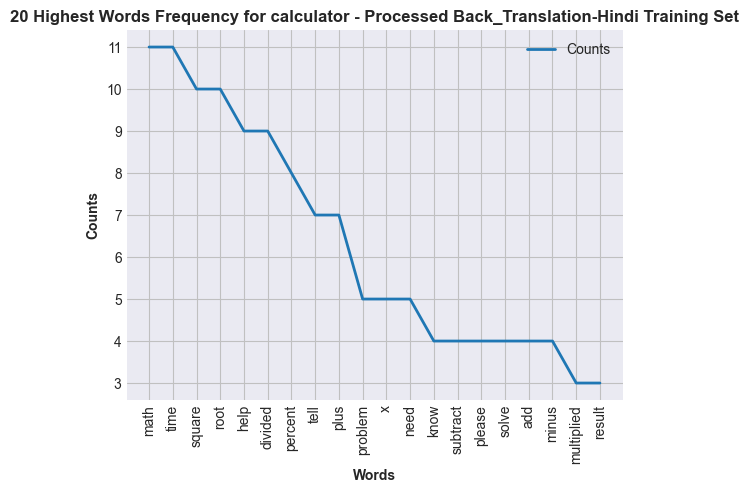 20 Highest Words Frequency for calculator - Processed Back_Translation-Hindi Training Set
Counts
11
10
9
8
7
6
5
4
3
Counts
math
time
square
root
help
divided
percent
tell
plus
problem
x
need
know
subtract
please
solve
add
minus
multiplied
result
Words